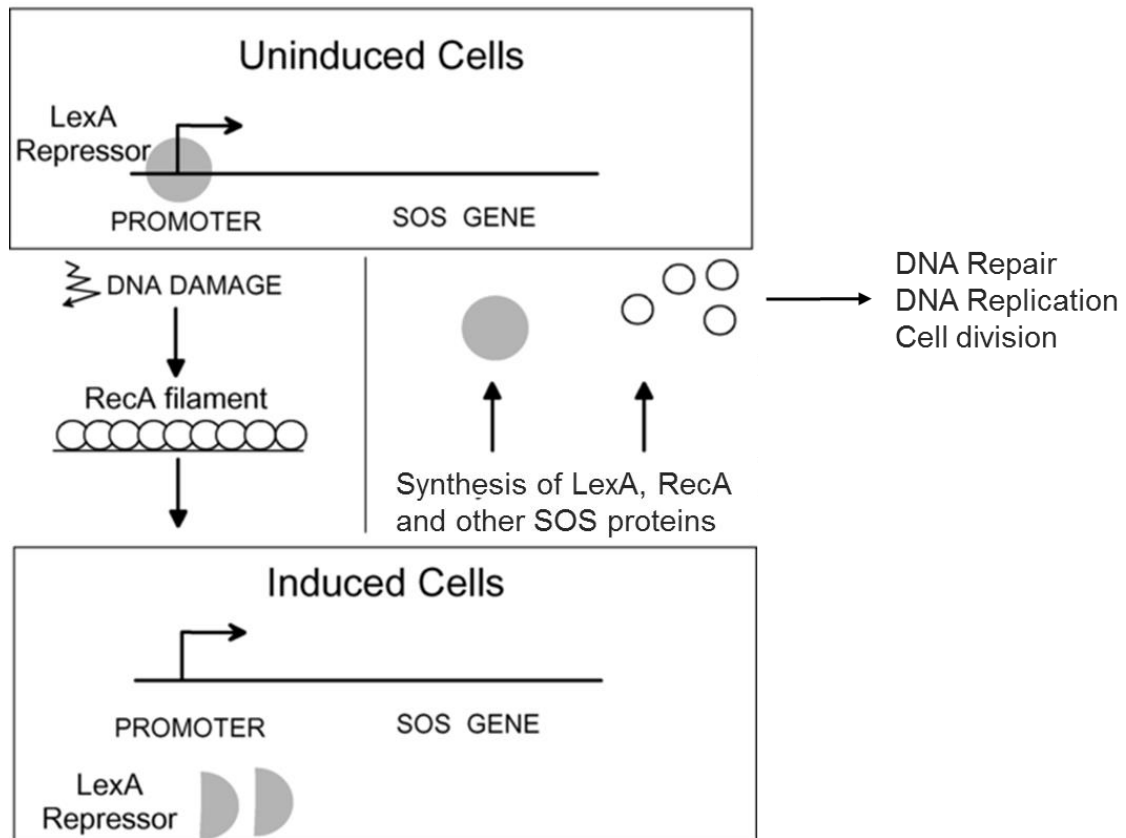 Uninduced Cells
LexA
Repressor
PROMOTER
SOS GENE
DNA DAMAGE
RecA filament
DNA Repair
DNA Replication
Cell division
Synthesis of LexA, RecA
and other SOS proteins
Induced Cells
PROMOTER
SOS GENE
LexA
Repressor